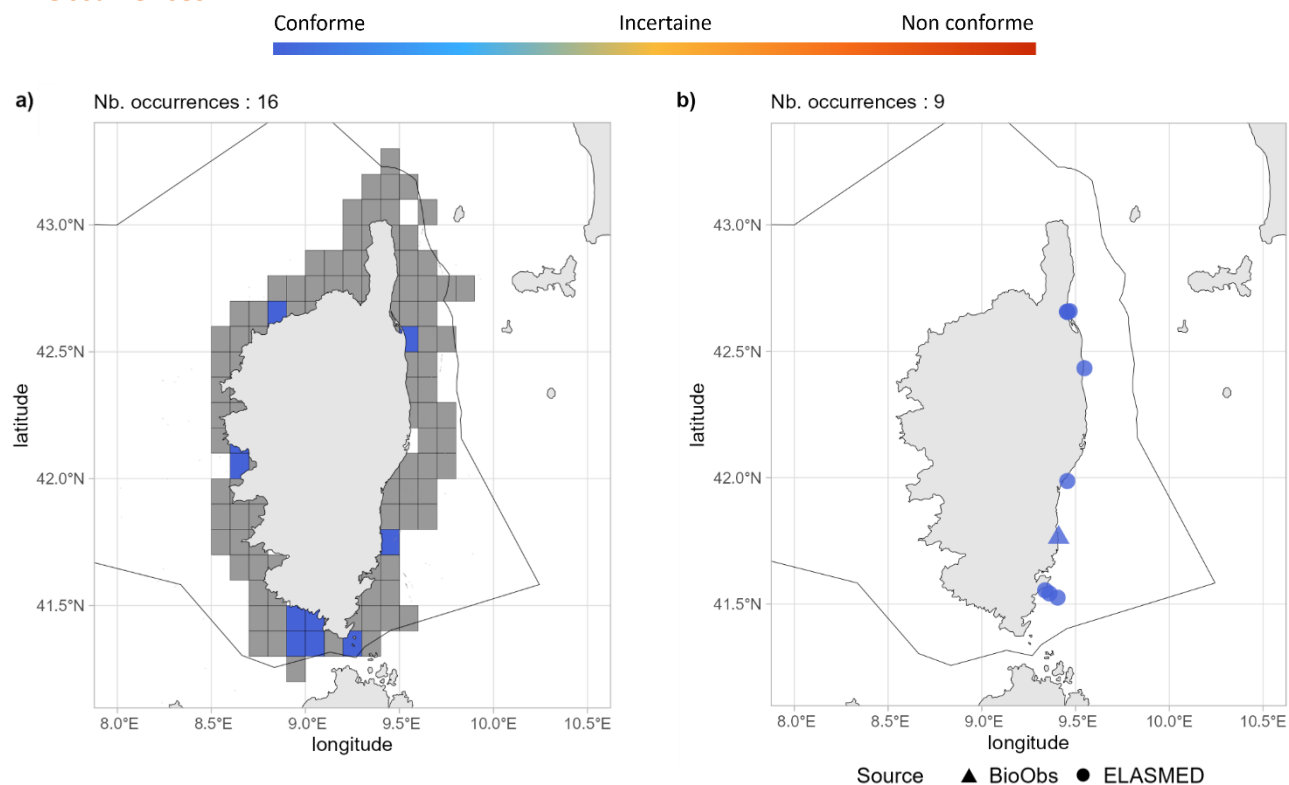 Conforme Incertaine Non conforme
a) Nb. occurrences : 16
43.0°N
42.5°N
42.0°N
41.5°N
latitude
8.0°E 8.5°E 9.0°E 9.5°E 10.0°E 10.5°E
longitude
b) Nb. occurrences : 9
43.0°N
42.5°N
42.0°N
41.5°N
latitude
8.0°E 8.5°E 9.0°E 9.5°E 10.0°E 10.5°E
longitude
Source BioObs ELASMED